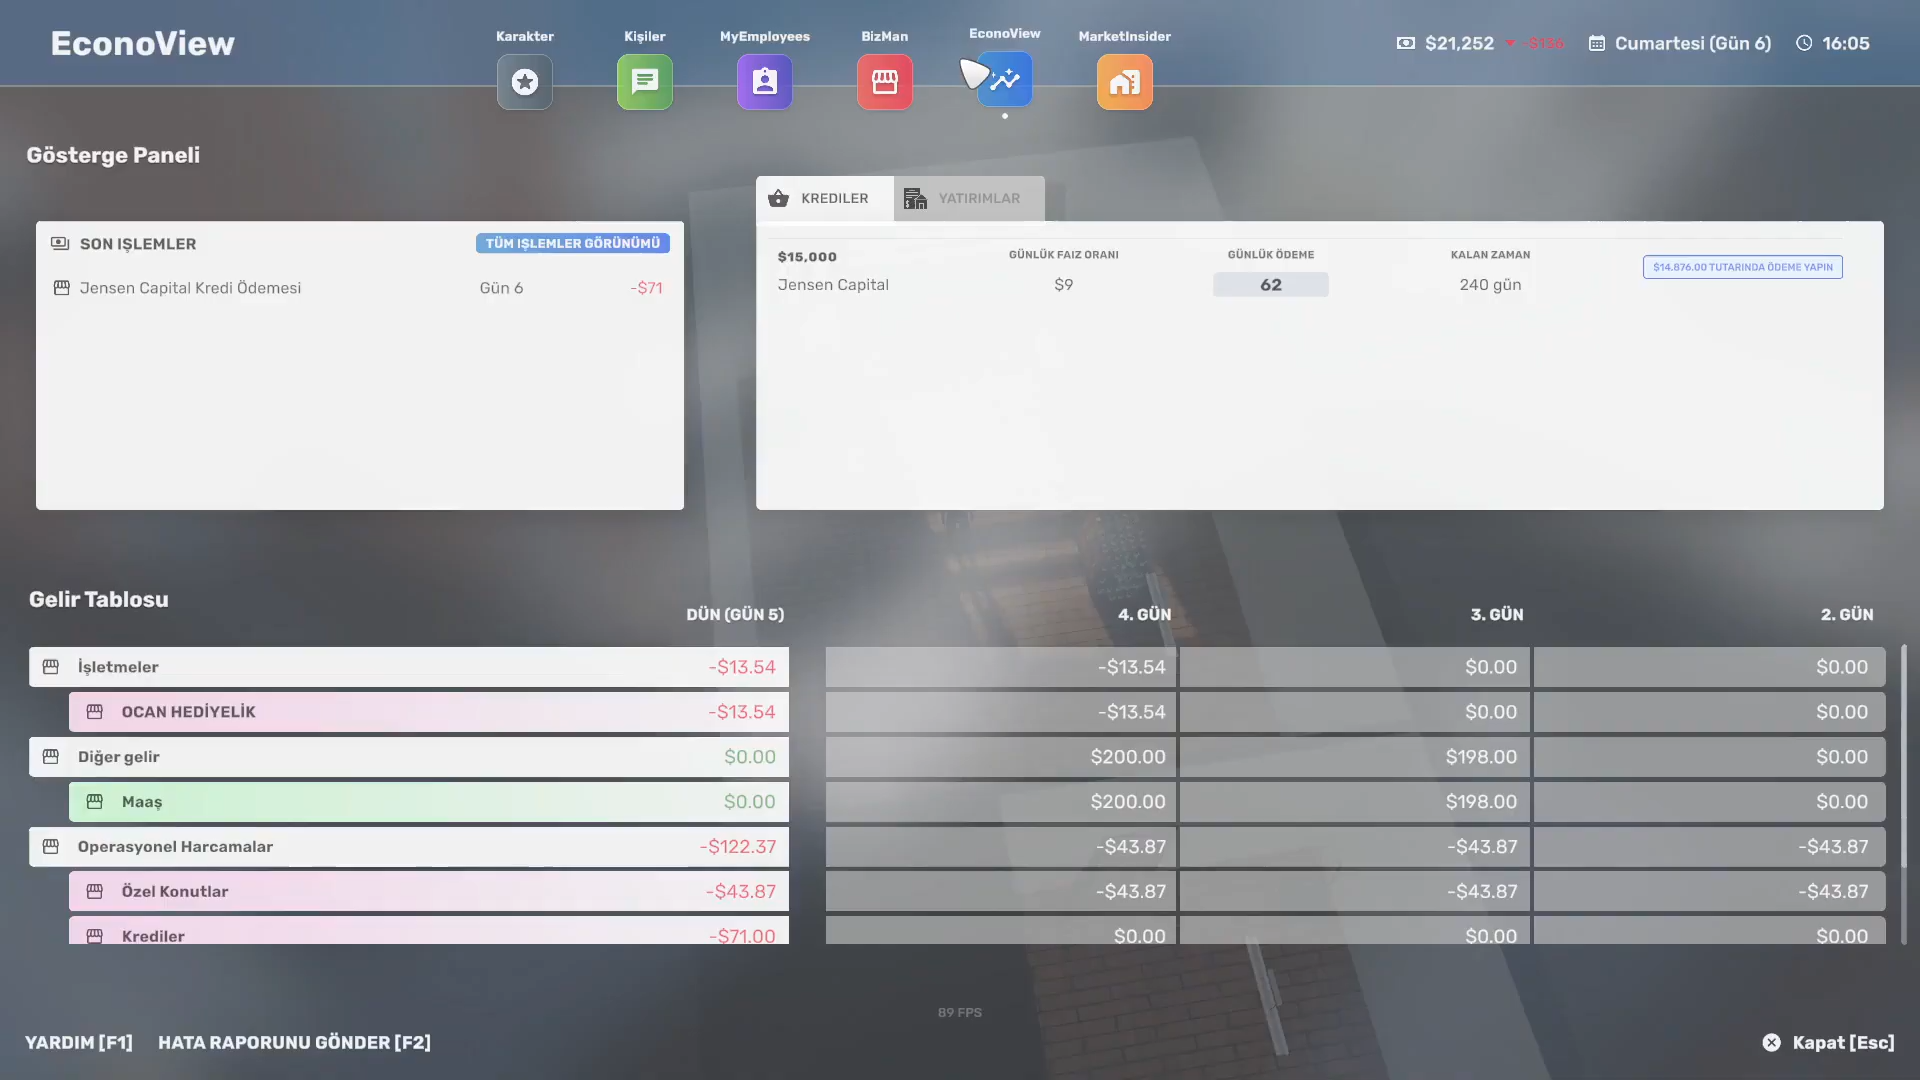 EconoView
Karakter
Kişiler
MyEmployees
BizMan
EconoView
MarketInsider
$21,252
-$136
Cumartesi (Gün 6)
16:05
Gösterge Paneli
SON IŞLEMLER
TÜM IŞLEMLER GÖRÜNÜMÜ
Jensen Capital Kredi Ödemesi Gün 6 -$71
KREDILER
YATIRIMLAR
$15,000 GÜNLÜK FAIZ ORANI GÜNLÜK ÖDEME KALAN ZAMAN
Jensen Capital $9 62 240 gün
$14,876.00 TUTARINDA ÖDEME YAPIN
Gelir Tablosu
DÜN (GÜN 5) 4. GÜN 3. GÜN 2. GÜN
İşletmeler -$13.54 -$13.54 $0.00 $0.00
OCAN HEDİYELİK -$13.54 -$13.54 $0.00 $0.00
Diğer gelir $0.00 $200.00 $198.00 $0.00
Maaş $0.00 $200.00 $198.00 $0.00
Operasyonel Harcamalar -$122.37 -$43.87 -$43.87 -$43.87
Özel Konutlar -$43.87 -$43.87 -$43.87 -$43.87
Krediler -$71.00 $0.00 $0.00 $0.00
89 FPS
YARDIM [F1] HATA RAPORUNU GÖNDER [F2]
Kapat [Esc]